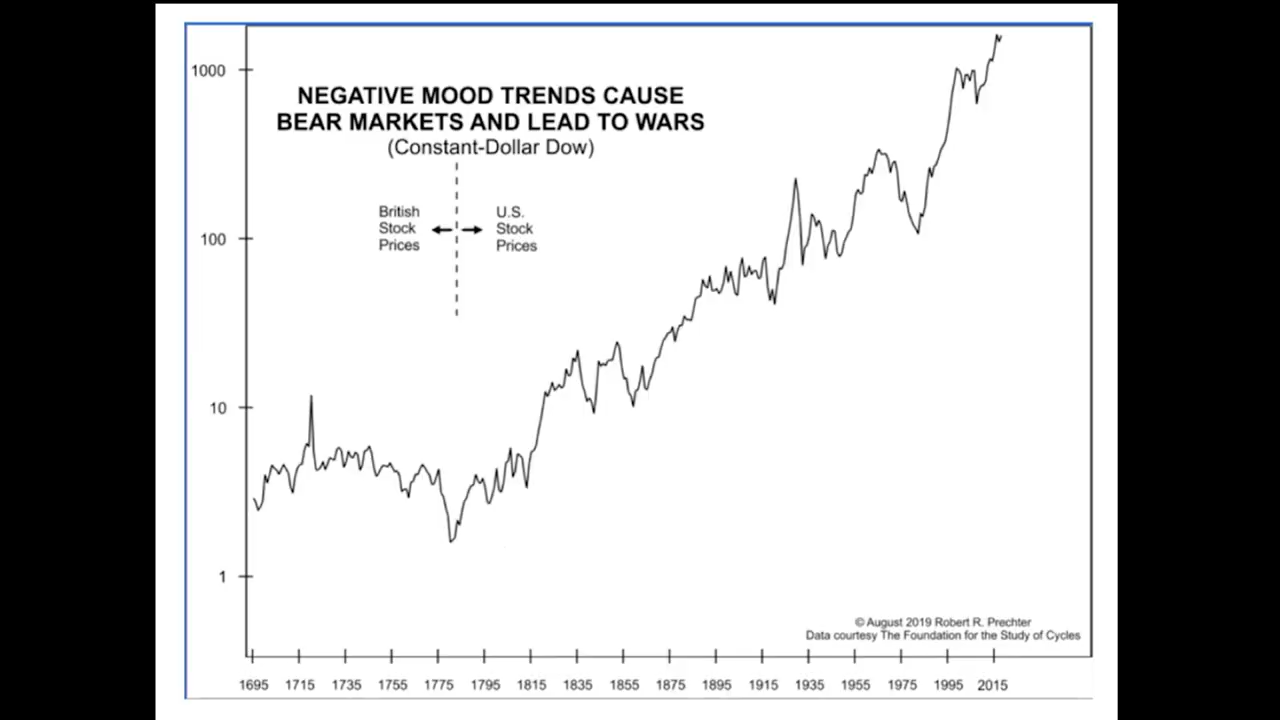 1000
NEGATIVE MOOD TRENDS CAUSE
BEAR MARKETS AND LEAD TO WARS
(Constant-Dollar Dow)
British
Stock
Prices
U.S.
Stock
Prices
100
10
1
© August 2019 Robert R. Prechter
Data courtesy The Foundation for the Study of Cycles
1695 1715 1735 1755 1775 1795 1815 1835 1855 1875 1895 1915 1935 1955 1975 1995 2015